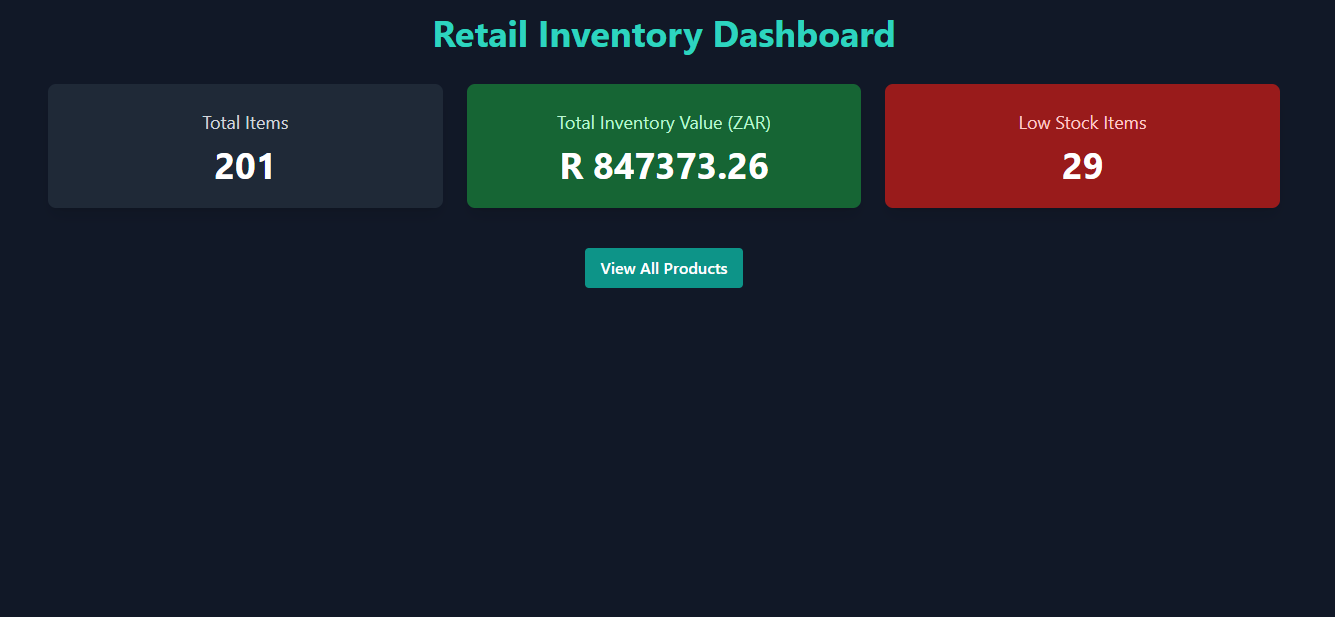 Retail Inventory Dashboard
Total Items
201
Total Inventory Value (ZAR)
R 847373.26
Low Stock Items
29
View All Products